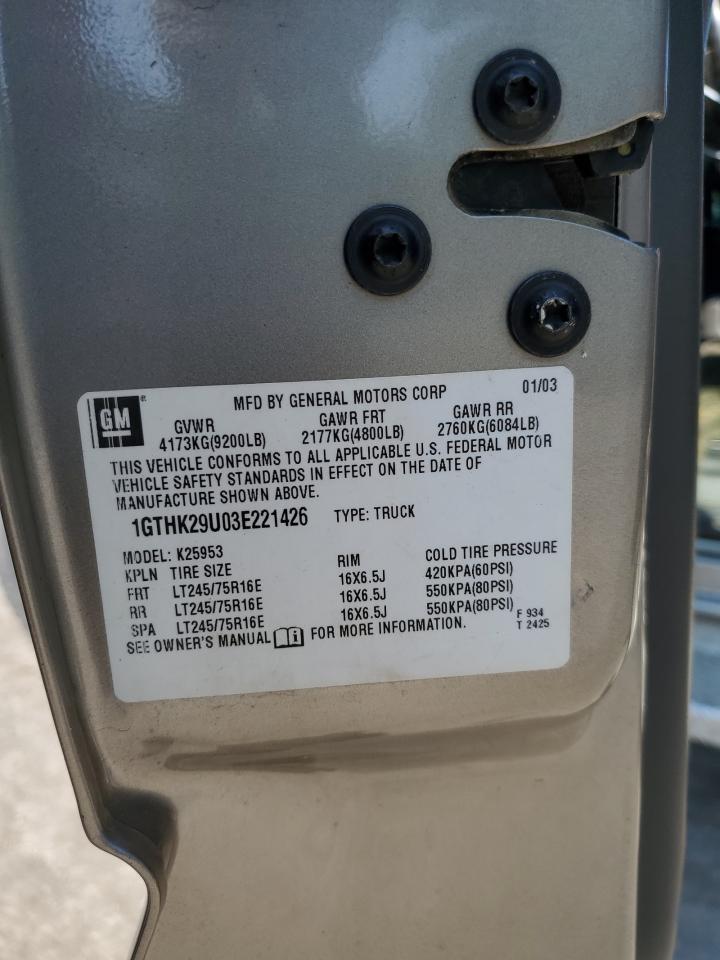 GM
MFD BY GENERAL MOTORS CORP 01/03
GVWR GAWR FRT GAWR RR
4173KG(9200LB) 2177KG(4800LB) 2760KG(6084LB)
THIS VEHICLE CONFORMS TO ALL APPLICABLE U.S. FEDERAL MOTOR
VEHICLE SAFETY STANDARDS IN EFFECT ON THE DATE OF
MANUFACTURE SHOWN ABOVE.
1GTHK29U03E221426 TYPE: TRUCK
MODEL: K25953
KPLN TIRE SIZE RIM COLD TIRE PRESSURE
FRT LT245/75R16E 16X6.5J 420KPA(60PSI)
RR LT245/75R16E 16X6.5J 550KPA(80PSI)
SPA LT245/75R16E 16X6.5J 550KPA(80PSI)
SEE OWNER'S MANUAL FOR MORE INFORMATION.
F 934
T 2425